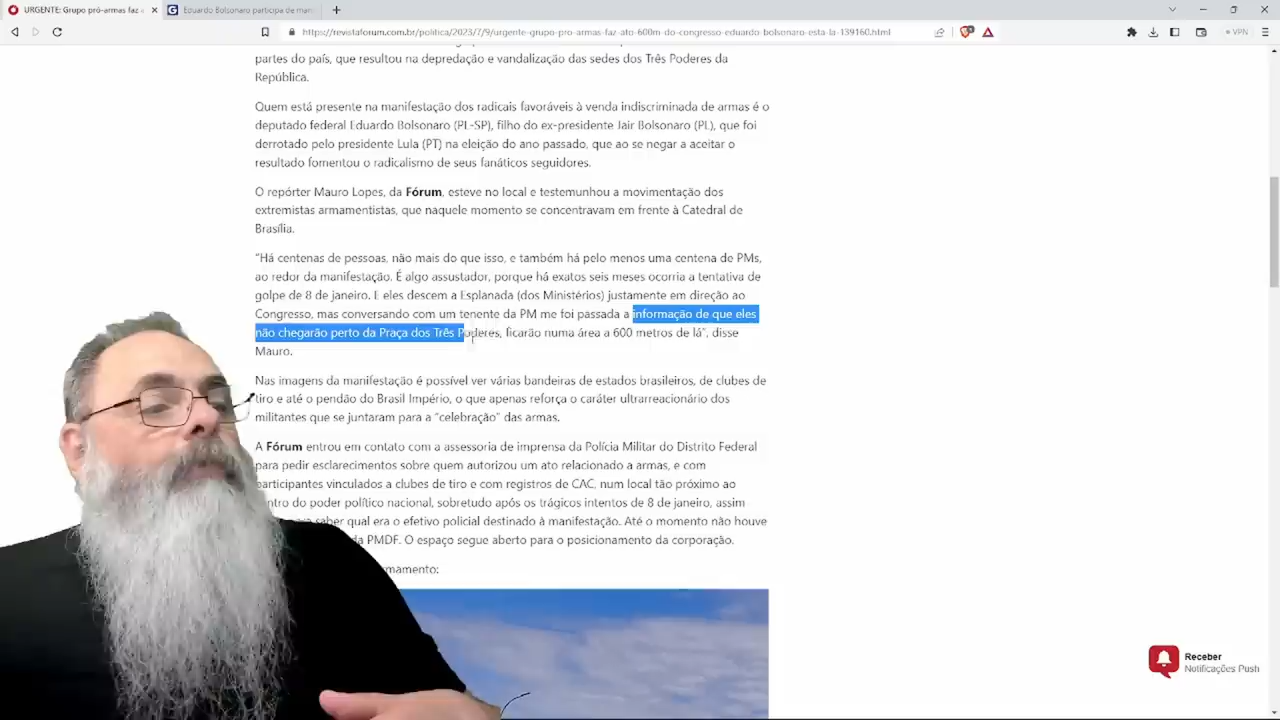 URGENTE: Grupo pró-armas faz a
Eduardo Bolsonaro participa de man
https://revistaforum.com.br/politica/2023/7/9/urgente-grupo-pro-armas-faz-ato-600m-do-congresso-eduardo-bolsonaro-esta-la-139160.html
VPN
partes do país, que resultou na depredação e vandalização das sedes dos Três Poderes da
República.
Quem está presente na manifestação dos radicais favoráveis à venda indiscriminada de armas é o
deputado federal Eduardo Bolsonaro (PL-SP), filho do ex-presidente Jair Bolsonaro (PL), que foi
derrotado pelo presidente Lula (PT) na eleição do ano passado, que ao se negar a aceitar o
resultado fomentou o radicalismo de seus fanáticos seguidores.
O repórter Mauro Lopes, da Fórum, esteve no local e testemunhou a movimentação dos
extremistas armamentistas, que naquele momento se concentravam em frente à Catedral de
Brasília.
“Há centenas de pessoas, não mais do que isso, e também há pelo menos uma centena de PMs,
ao redor da manifestação. É algo assustador, porque há exatos seis meses ocorria a tentativa de
golpe de 8 de janeiro. E eles descem a Esplanada (dos Ministérios) justamente em direção ao
Congresso, mas conversando com um tenente da PM me foi passada a informação de que eles
não chegarão perto da Praça dos Três Poderes, ficarão numa área a 600 metros de lá”, disse
Mauro.
Nas imagens da manifestação é possível ver várias bandeiras de estados brasileiros, de clubes de
tiro e até o pendão do Brasil Império, o que apenas reforça o caráter ultrarreacionário dos
militantes que se juntaram para a “celebração” das armas.
A Fórum entrou em contato com a assessoria de imprensa da Polícia Militar do Distrito Federal
para pedir esclarecimentos sobre quem autorizou um ato relacionado a armas, e com
participantes vinculados a clubes de tiro e com registros de CAC, num local tão próximo ao
ntro do poder político nacional, sobretudo após os trágicos intentos de 8 de janeiro, assim
saber qual era o efetivo policial destinado à manifestação. Até o momento não houve
da PMDF. O espaço segue aberto para o posicionamento da corporação.
rmamento:
Receber
Notificações Push